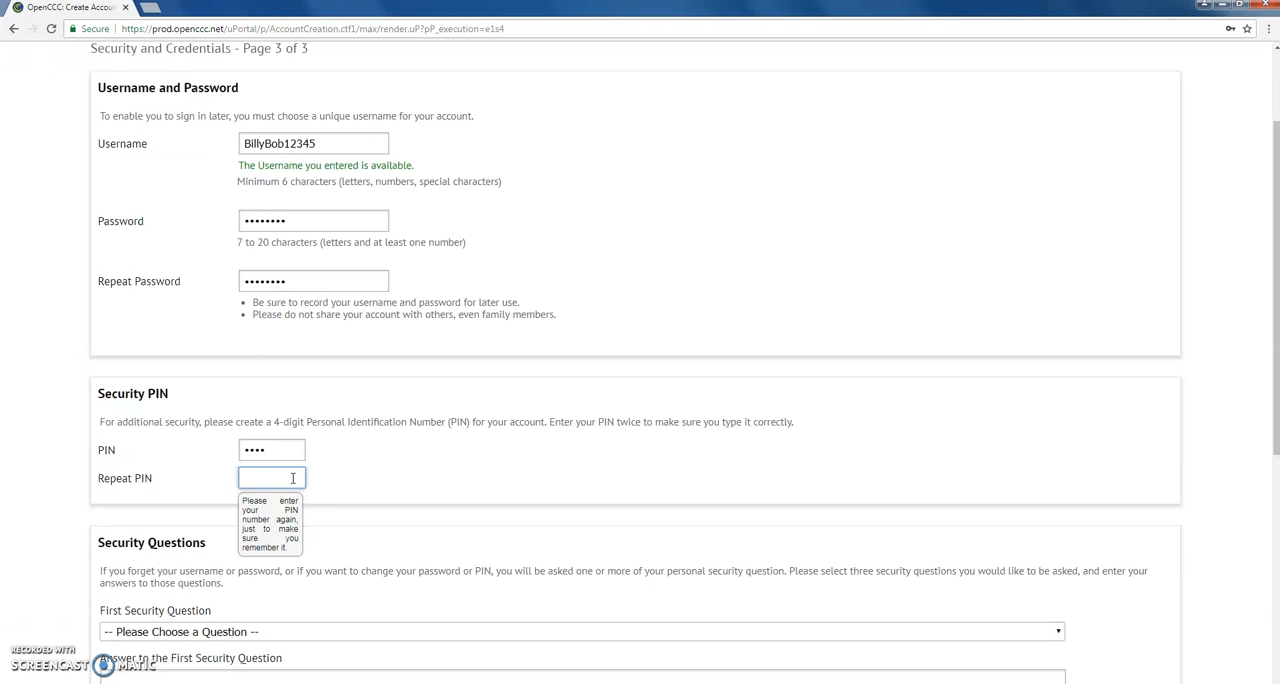 OpenCCC: Create Accou
Secure
https://prod.openccc.net/uPortal/p/AccountCreation.ctf1/max/render.uP?pP_execution=e1s4
Security and Credentials - Page 3 of 3
Username and Password
To enable you to sign in later, you must choose a unique username for your account.
Username
BillyBob12345
The Username you entered is available.
Minimum 6 characters (letters, numbers, special characters)
Password
••••••••
7 to 20 characters (letters and at least one number)
Repeat Password
••••••••
• Be sure to record your username and password for later use.
• Please do not share your account with others, even family members.
Security PIN
For additional security, please create a 4-digit Personal Identification Number (PIN) for your account. Enter your PIN twice to make sure you type it correctly.
PIN
••••
Repeat PIN
Please enter
your PIN
number again,
just to make
sure you
remember it.
Security Questions
If you forget your username or password, or if you want to change your password or PIN, you will be asked one or more of your personal security question. Please select three security questions you would like to be asked, and enter your
answers to those questions.
First Security Question
-- Please Choose a Question --
Answer to the First Security Question
RECORDED WITH
SCREENCAST MATIC